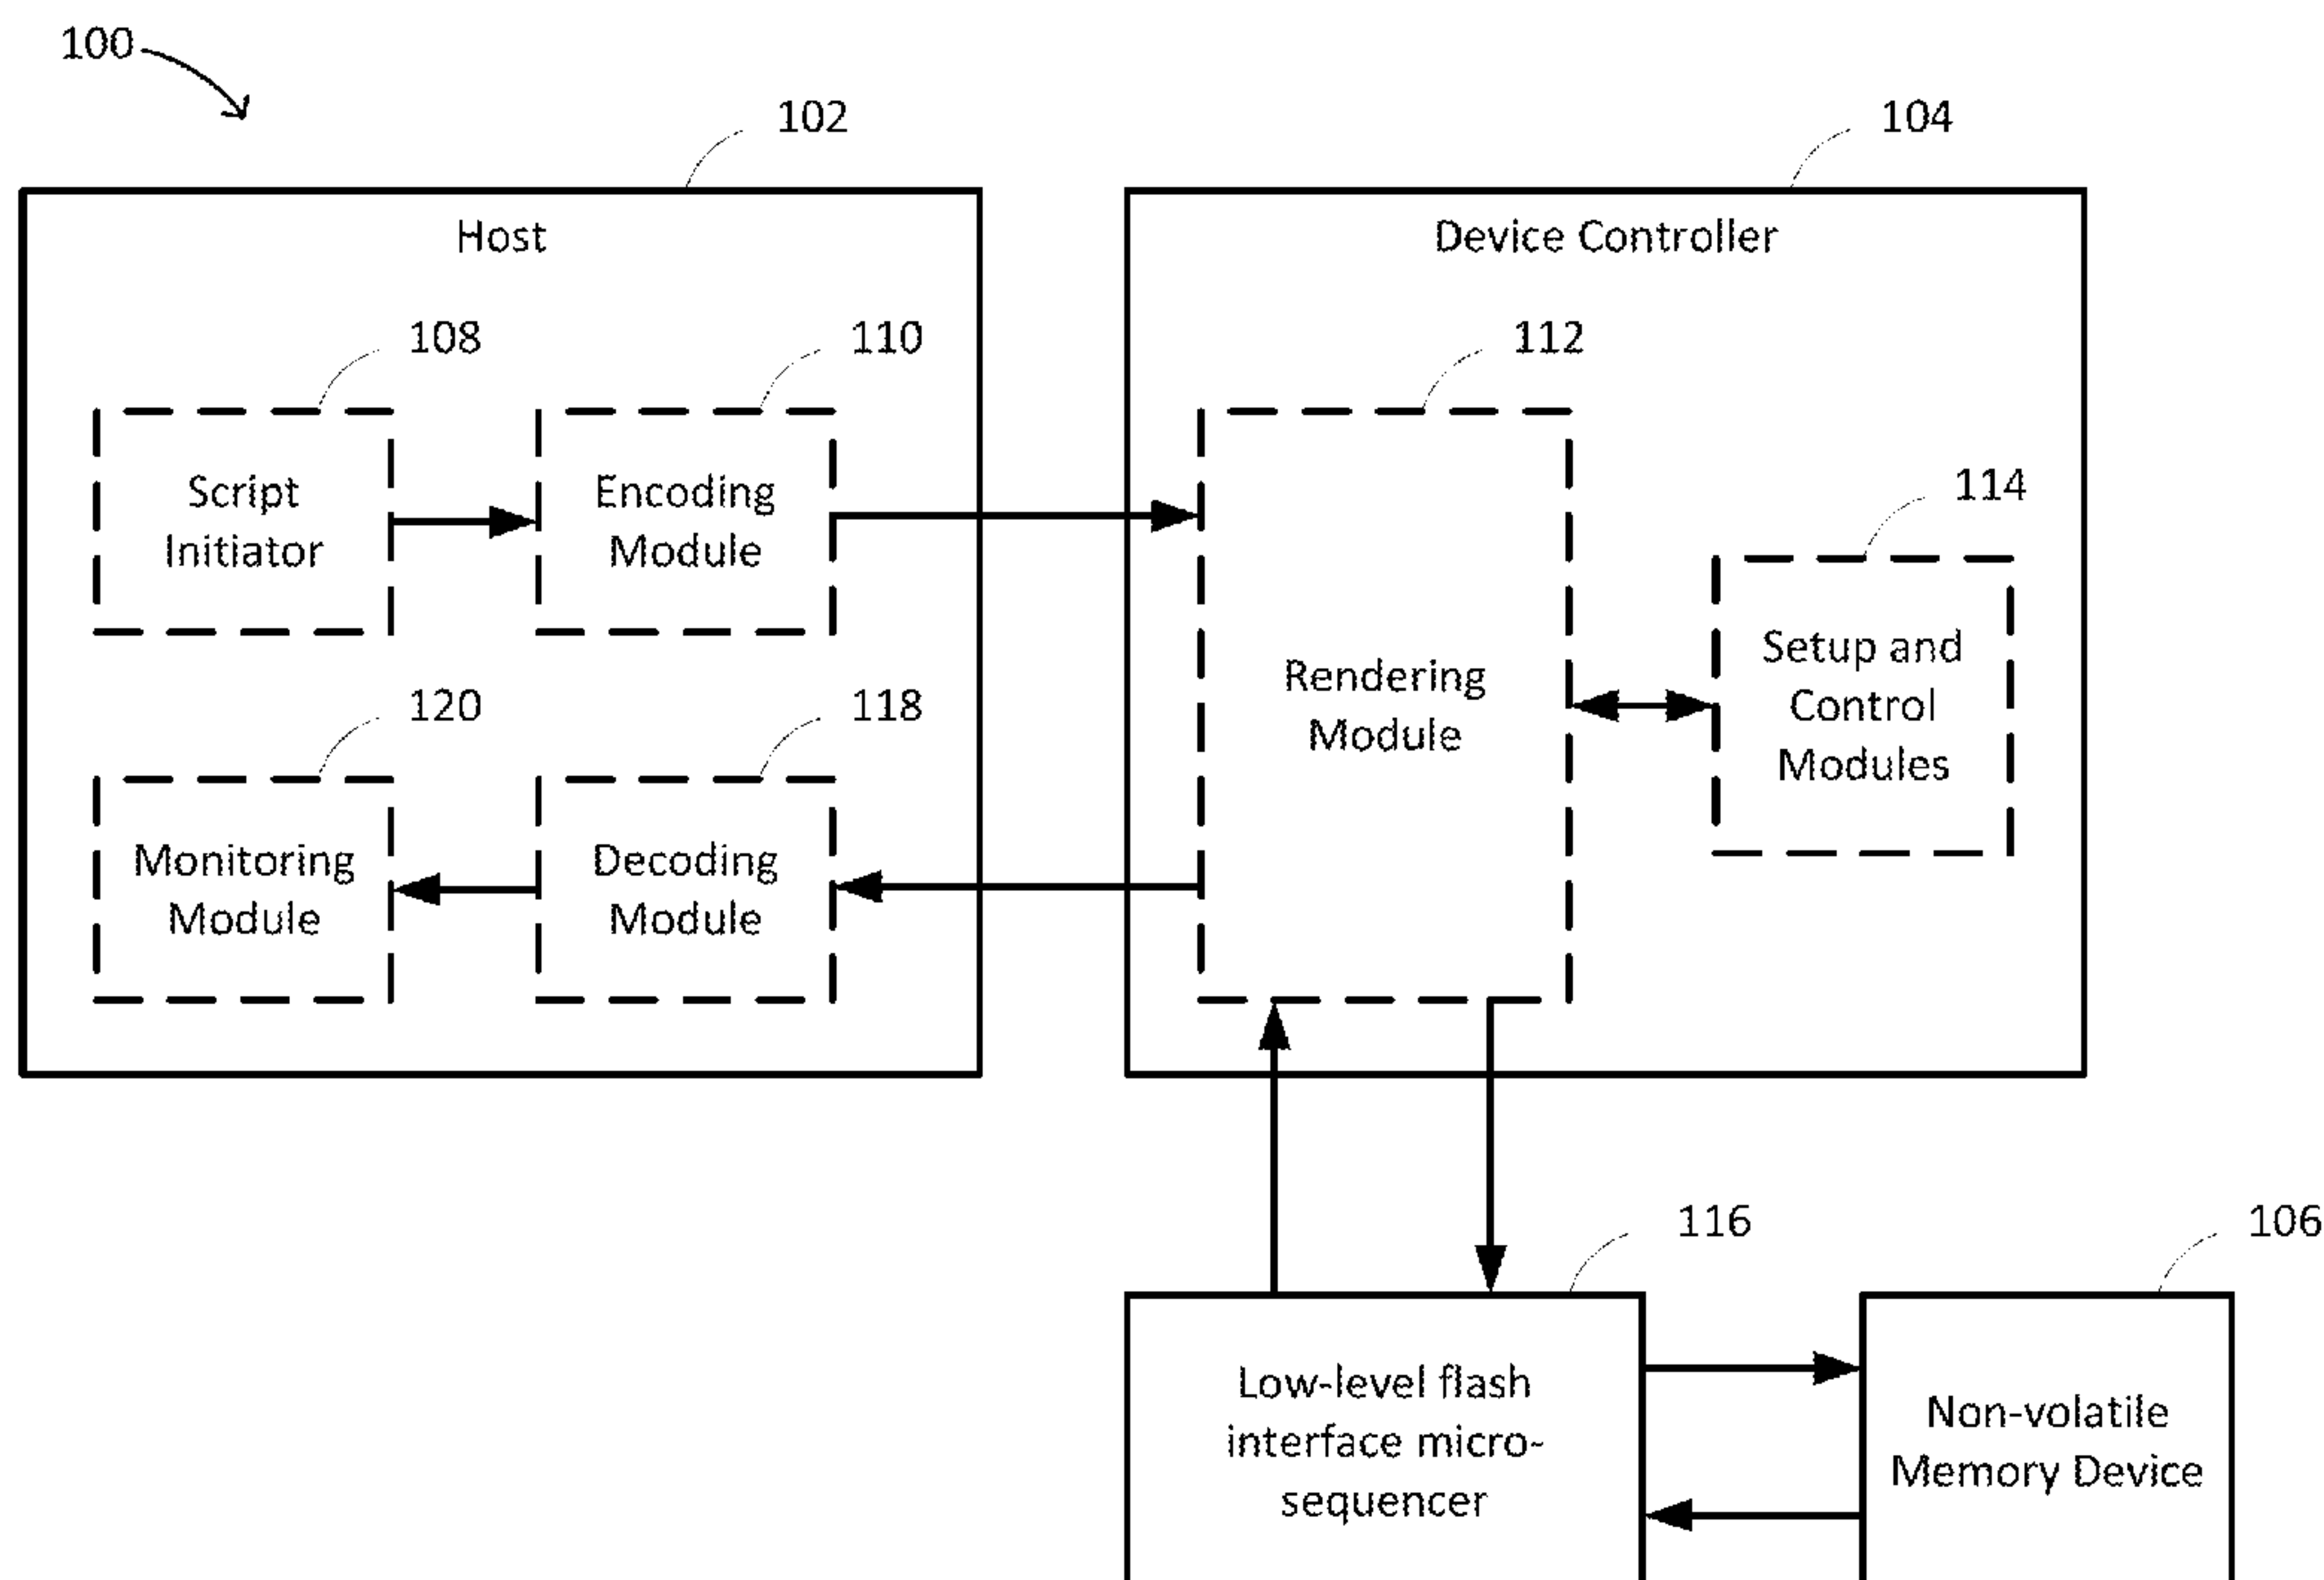 100
102
104
Host
Device Controller
108
110
112
114
Script
Initiator
Encoding
Module
Rendering
Module
Setup and
Control
Modules
120
118
Monitoring
Module
Decoding
Module
116
106
Low-level flash
interface micro-
sequencer
Non-volatile
Memory Device